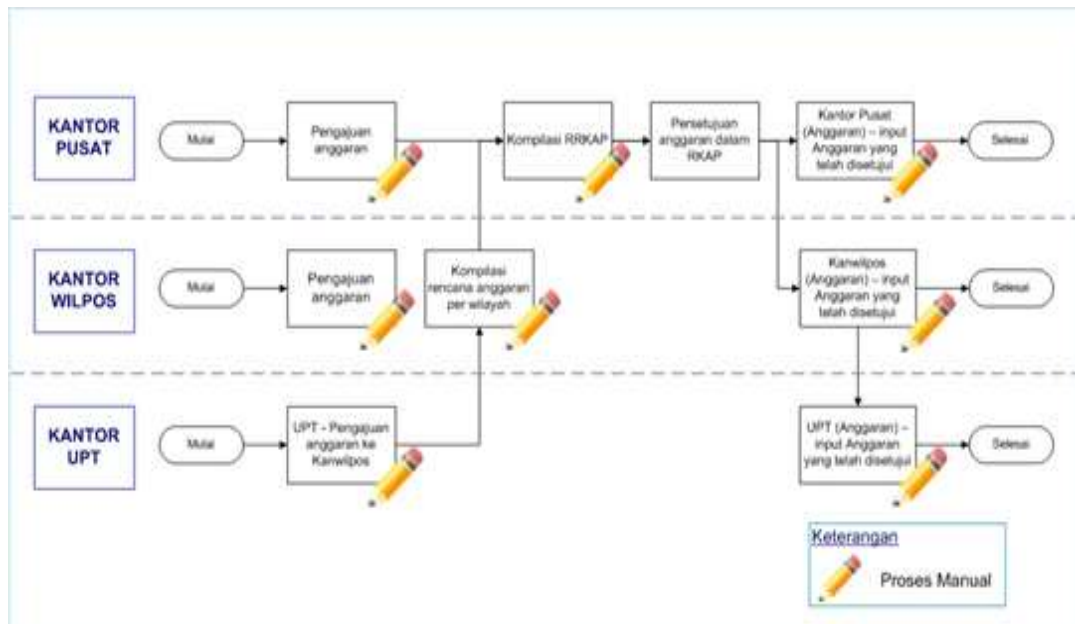 KANTOR
PUSAT
Mulai
Pengajuan
anggaran
Kompilasi RRKAP
Persetujuan
anggaran dalam
RKAP
Kantor Pusat
(Anggaran) – input
Anggaran yang
telah disetujui
Selesai
KANTOR
WILPOS
Mulai
Pengajuan
anggaran
Kompilasi
rencana anggaran
per wilayah
Kanwilpos
(Anggaran) – input
Anggaran yang
telah disetujui
Selesai
KANTOR
UPT
Mulai
UPT - Pengajuan
anggaran ke
Kanwilpos
UPT (Anggaran) –
input Anggaran
yang telah disetujui
Selesai
Keterangan
Proses Manual